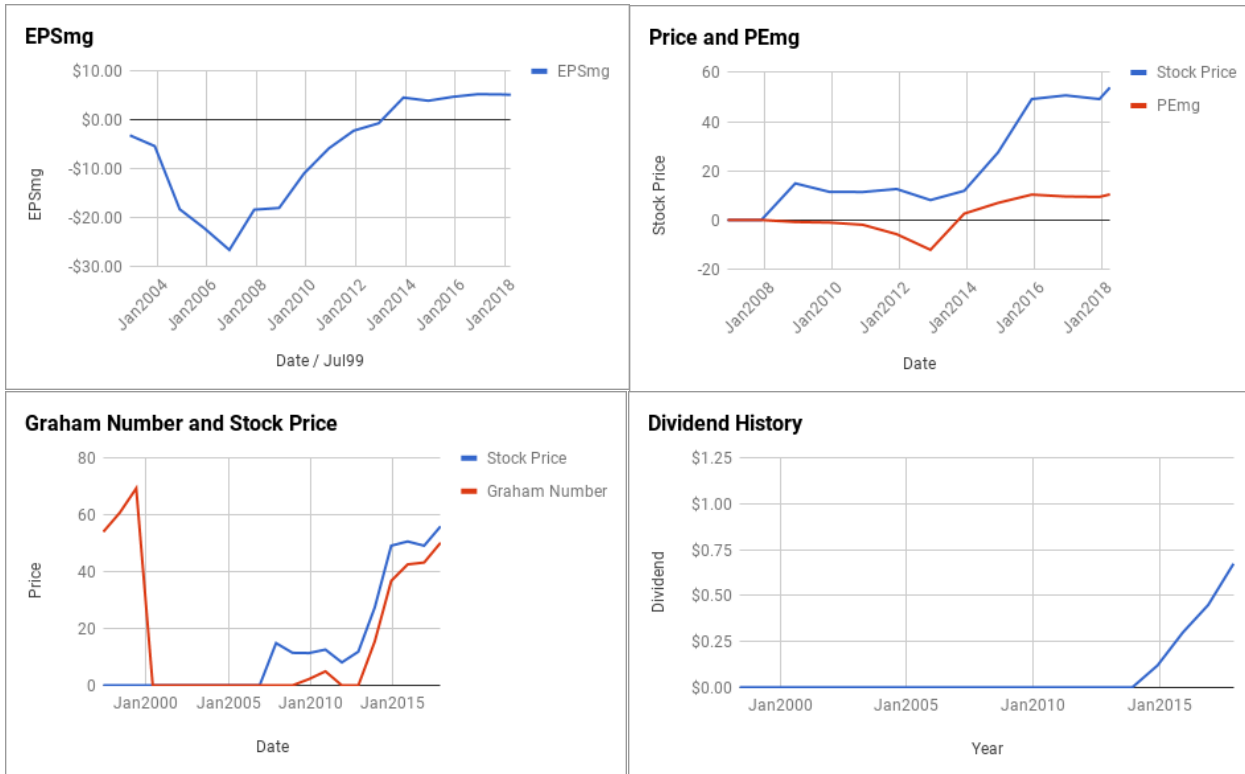 EPSmg
EPSmg
$10.00
$0.00
-$10.00
-$20.00
-$30.00
EPSmg
Jan2004
Jan2006
Jan2008
Jan2010
Jan2012
Jan2014
Jan2016
Jan2018
Date / Jul99
Price and PEmg
Stock Price
PEmg
60
40
20
0
-20
Stock Price
Jan2008
Jan2010
Jan2012
Jan2014
Jan2016
Jan2018
Date
Graham Number and Stock Price
Stock Price
Graham Number
80
60
40
20
0
Price
Jan2000
Jan2005
Jan2010
Jan2015
Date
Dividend History
$1.25
$1.00
$0.75
$0.50
$0.25
$0.00
Dividend
Jan2000
Jan2005
Jan2010
Jan2015
Year